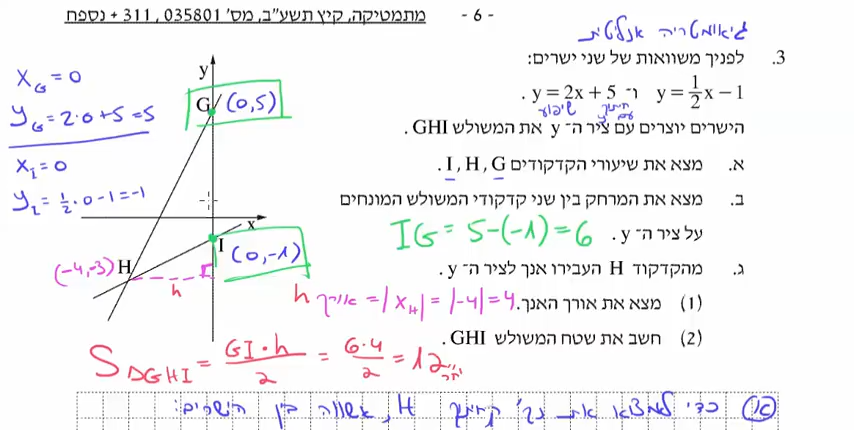 - 6 -
מתמטיקה, קיץ תשע"ב, מס' 035801, 311 + נספח
גיאומטריה אנליטית
3. לפניך משוואות של שני ישרים:
y = 2x + 5 ו־ y = 1/2 x − 1 .
שיפוע
הישרים יוצרים עם ציר ה־ y את המשולש GHI .
א. מצא את שיעורי הקדקודים I , H , G .
ב. מצא את המרחק בין שני קדקודי המשולש המונחים
על ציר ה־ y .
IG = 5-(-1) = 6
ג. מהקדקוד H העבירו אנך לציר ה־ y .
(1) מצא את אורך האנך.
h אורך = |x_H| = |-4| = 4
(2) חשב את שטח המשולש GHI .
S_ΔGHI = GI·h/2 = 6·4/2 = 12 יח"ר
X_G = 0
y_G = 2·0+5 = 5
X_I = 0
y_I = 1/2·0-1 = -1
y
G (0,5)
x
I
(0,-1)
(-4,-3) H
h
א) כדי למצוא את נק' H, אשווה בין הישרים: